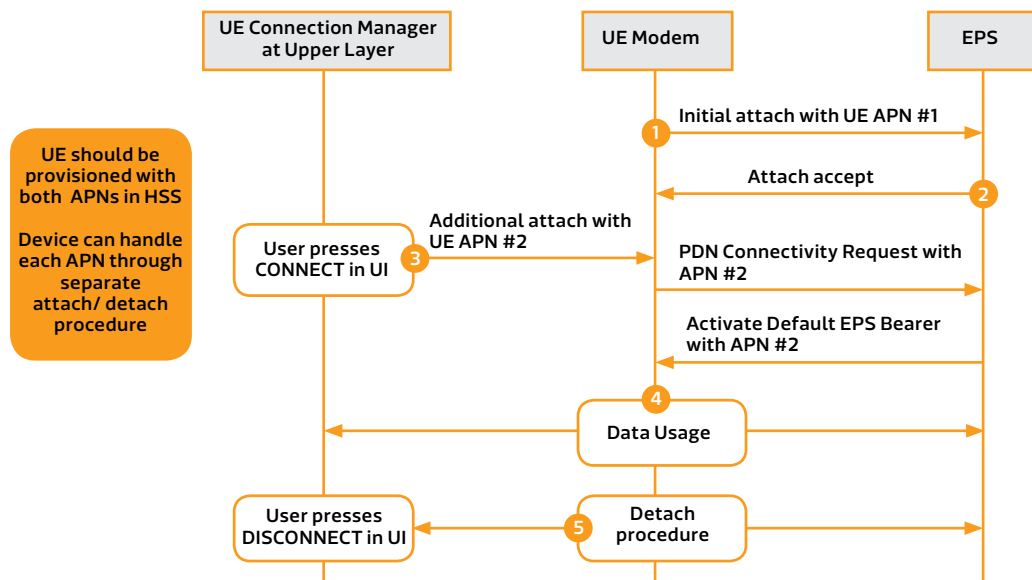 UE Connection Manager
at Upper Layer
UE Modem
EPS
1
Initial attach with UE APN #1
UE should be
provisioned with
both APNs in HSS
Device can handle
each APN through
separate
attach/ detach
procedure
Attach accept
2
User presses
CONNECT in UI
3
Additional attach with
UE APN #2
PDN Connectivity Request with
APN #2
Activate Default EPS Bearer
with APN #2
4
Data Usage
User presses
DISCONNECT in UI
5
Detach
procedure